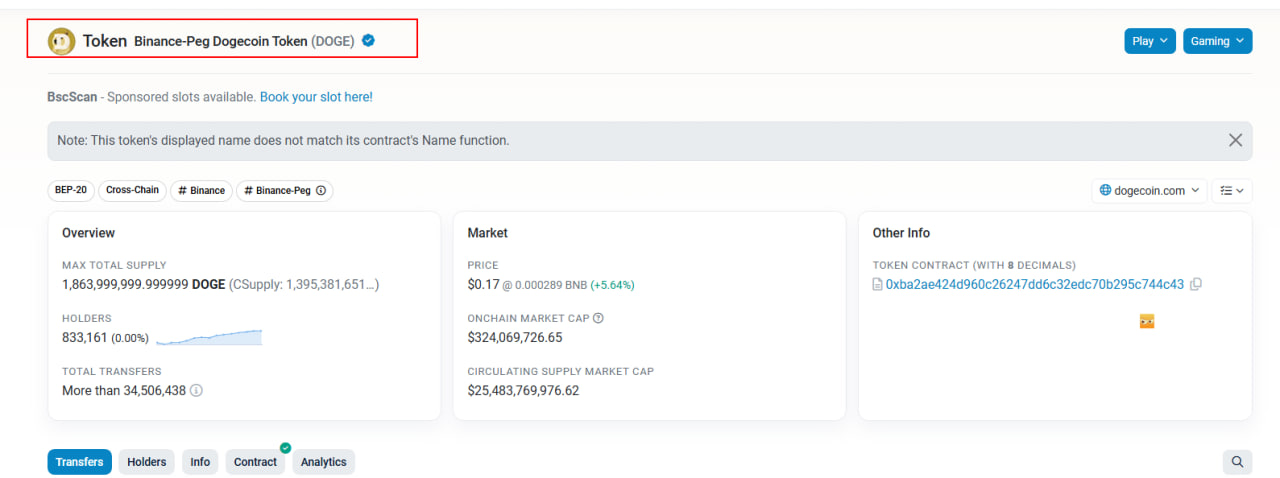 Token Binance-Peg Dogecoin Token (DOGE)
Play
Gaming
BscScan - Sponsored slots available. Book your slot here!
Note: This token's displayed name does not match its contract's Name function.
BEP-20
Cross-Chain
# Binance
# Binance-Peg
dogecoin.com
Overview
MAX TOTAL SUPPLY
1,863,999,999.999999 DOGE (CSupply: 1,395,381,651...)
HOLDERS
833,161 (0.00%)
TOTAL TRANSFERS
More than 34,506,438
Market
PRICE
$0.17 @ 0.000289 BNB (+5.64%)
ONCHAIN MARKET CAP
$324,069,726.65
CIRCULATING SUPPLY MARKET CAP
$25,483,769,976.62
Other Info
TOKEN CONTRACT (WITH 8 DECIMALS)
0xba2ae424d960c26247dd6c32edc70b295c744c43
Transfers
Holders
Info
Contract
Analytics